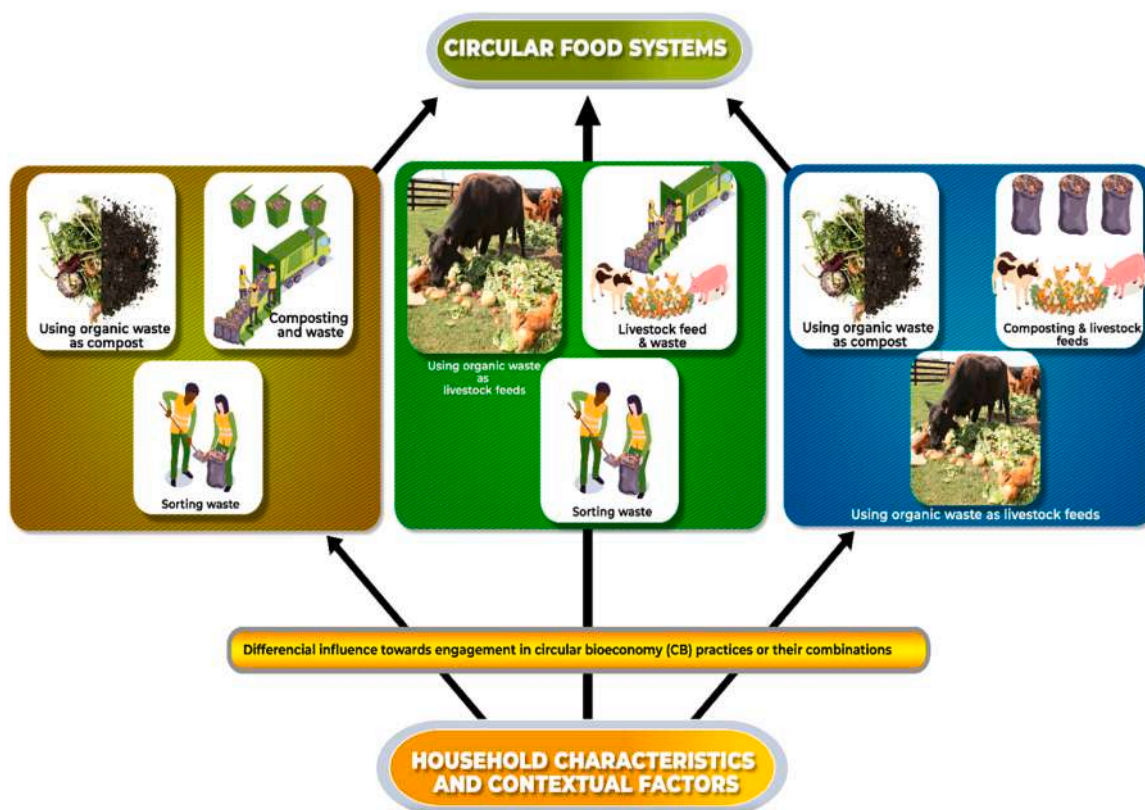 CIRCULAR FOOD SYSTEMS
Using organic waste
as compost
Composting
and waste
Sorting waste
Using organic waste
as
livestock feeds
Livestock feed
& waste
Sorting waste
Using organic waste
as compost
Composting & livestock
feeds
Using organic waste as livestock feeds
Differencial influence towards engagement in circular bioeconomy (CB) practices or their combinations
HOUSEHOLD CHARACTERISTICS
AND CONTEXTUAL FACTORS